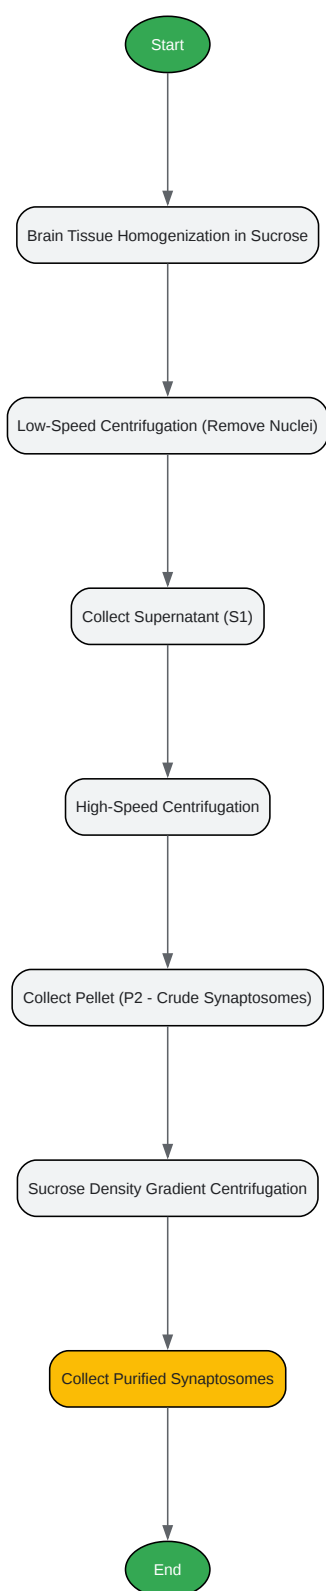 Start
Brain Tissue Homogenization in Sucrose
Low-Speed Centrifugation (Remove Nuclei)
Collect Supernatant (S1)
High-Speed Centrifugation
Collect Pellet (P2 - Crude Synaptosomes)
Sucrose Density Gradient Centrifugation
Collect Purified Synaptosomes
End